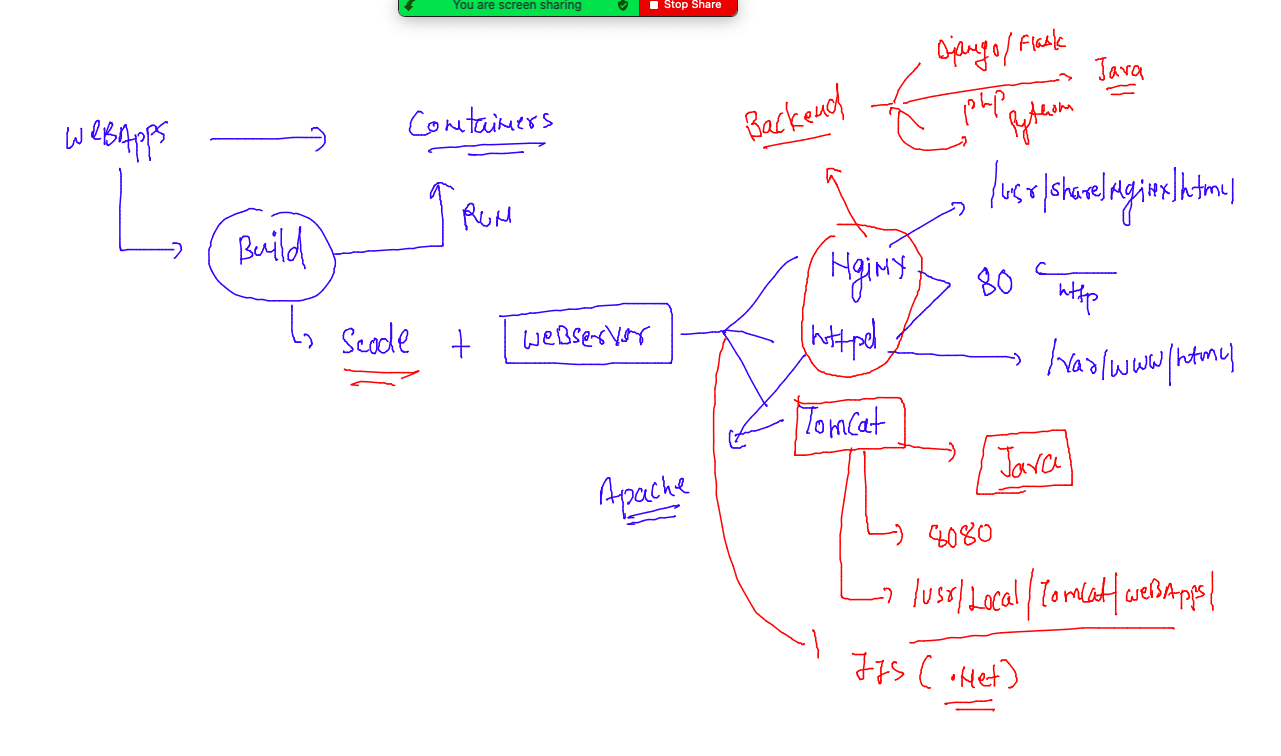 You are screen sharing
Stop Share
Django/Flask
Java
php
python
Backend
WeBApps
Containers
/usr/share/Nginx/html/
RUN
Build
Nginx
80
http
Scode + WeBServer
httpd
/var/www/html/
TomCat
Java
Apache
8080
/usr/Local/TomCat/weBApps/
IIS (.Net)